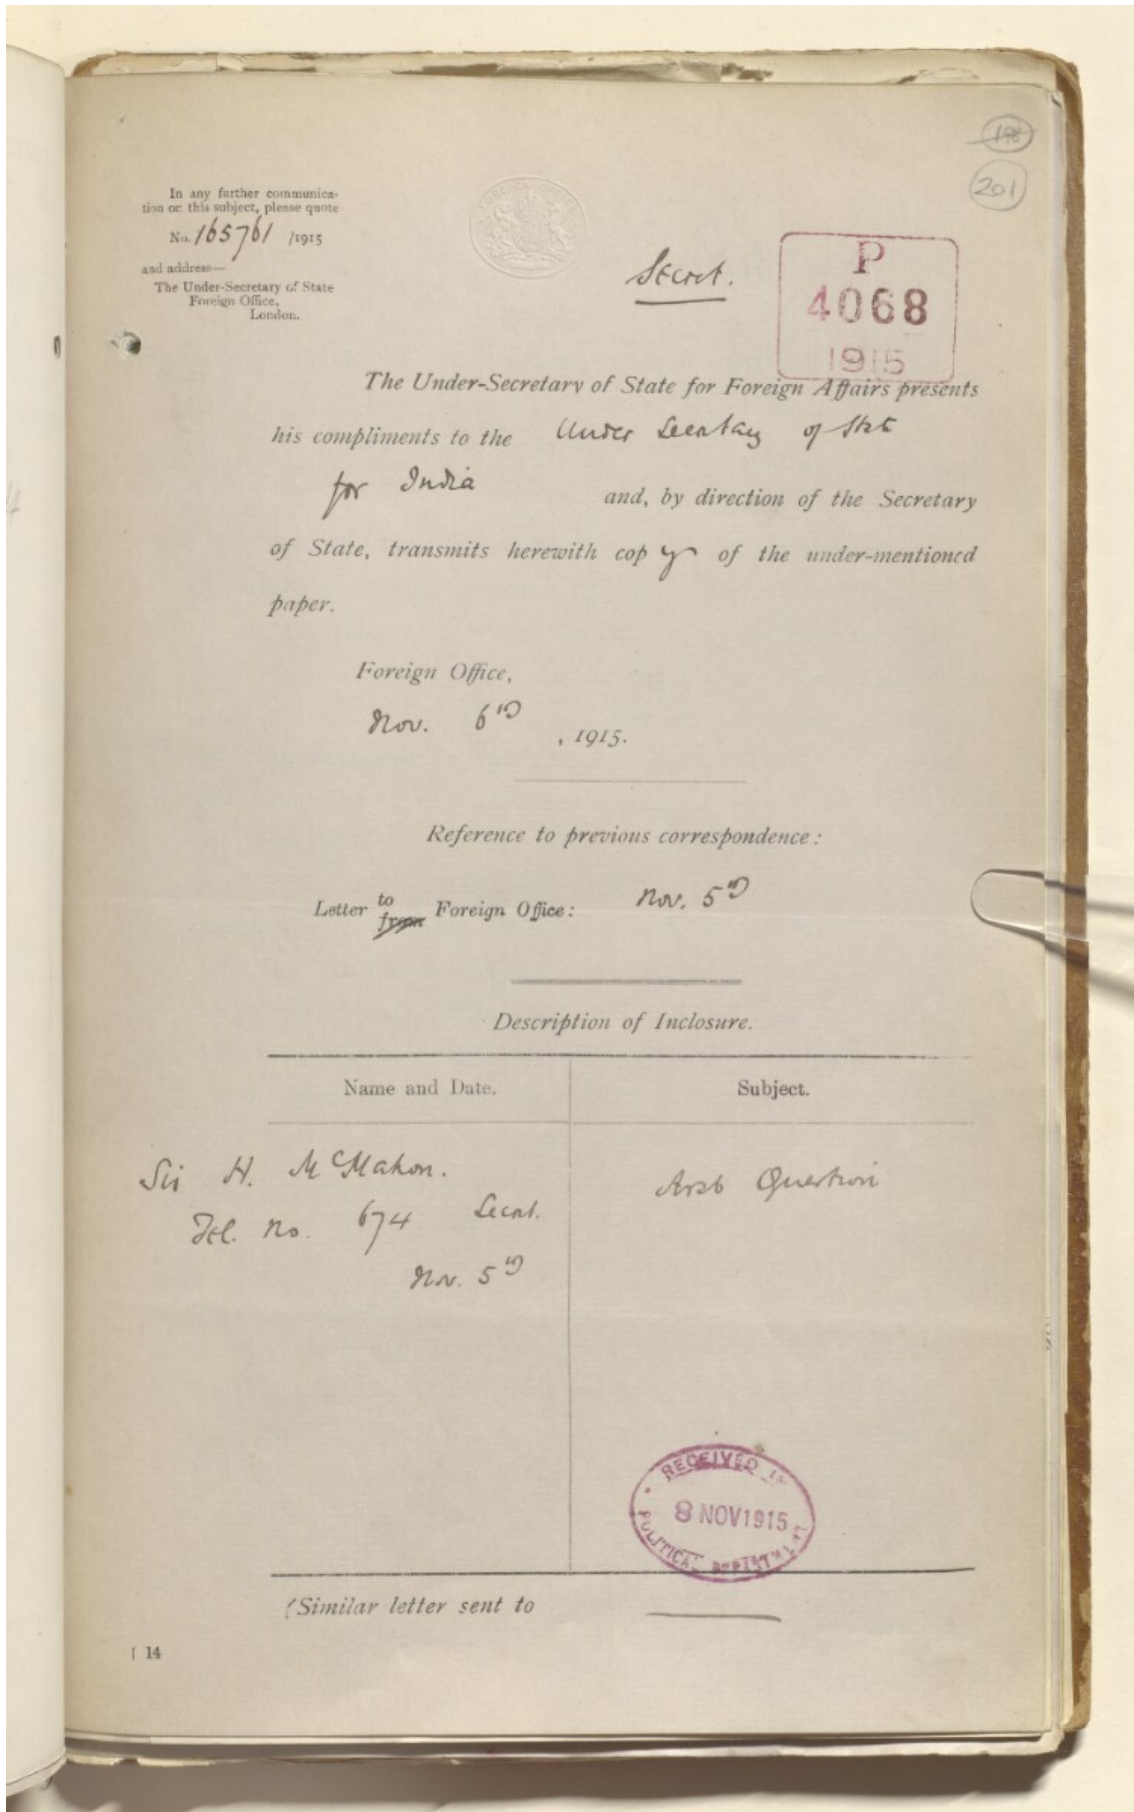 198
201
In any further communica-
tion on this subject, please quote
No. 165761 /1915
and address—
The Under-Secretary of State
Foreign Office,
London.
FOREIGN OFFICE
Secret.
P
4068
1915
The Under-Secretary of State for Foreign Affairs presents
his compliments to the Under Secretary of State
for India and, by direction of the Secretary
of State, transmits herewith copy of the under-mentioned
paper.
Foreign Office,
Nov. 6th , 1915.
Reference to previous correspondence:
Letter to from Foreign Office: Nov. 5th
Description of Inclosure.
Name and Date. Subject.
Sir H. McMahon. Arab Question
Tel. No. 674 Secret.
Nov. 5th
RECEIVED IN
8 NOV 1915
POLITICAL DEPARTMENT
(Similar letter sent to
[ 14